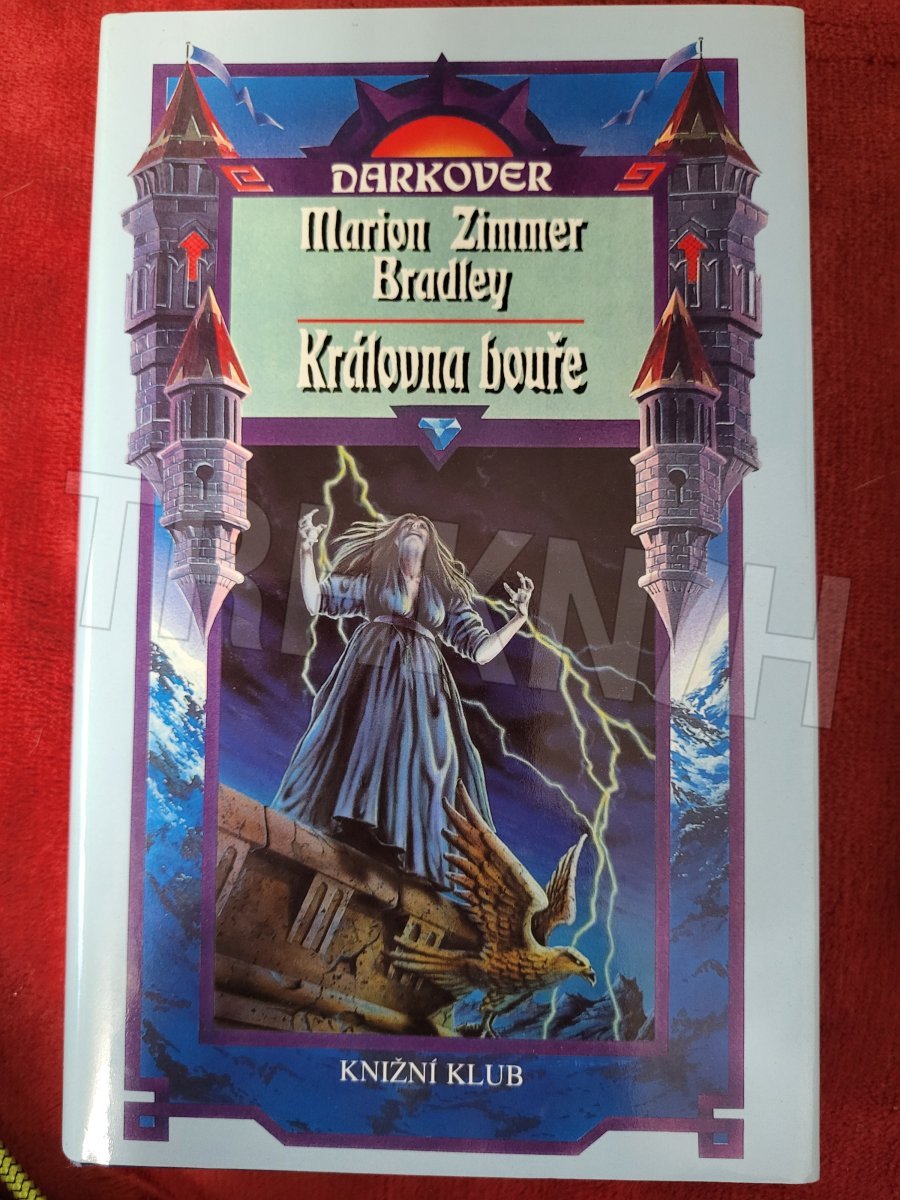 DARKOVER
Marion Zimmer
Bradley
Královna bouře
KNIŽNÍ KLUB